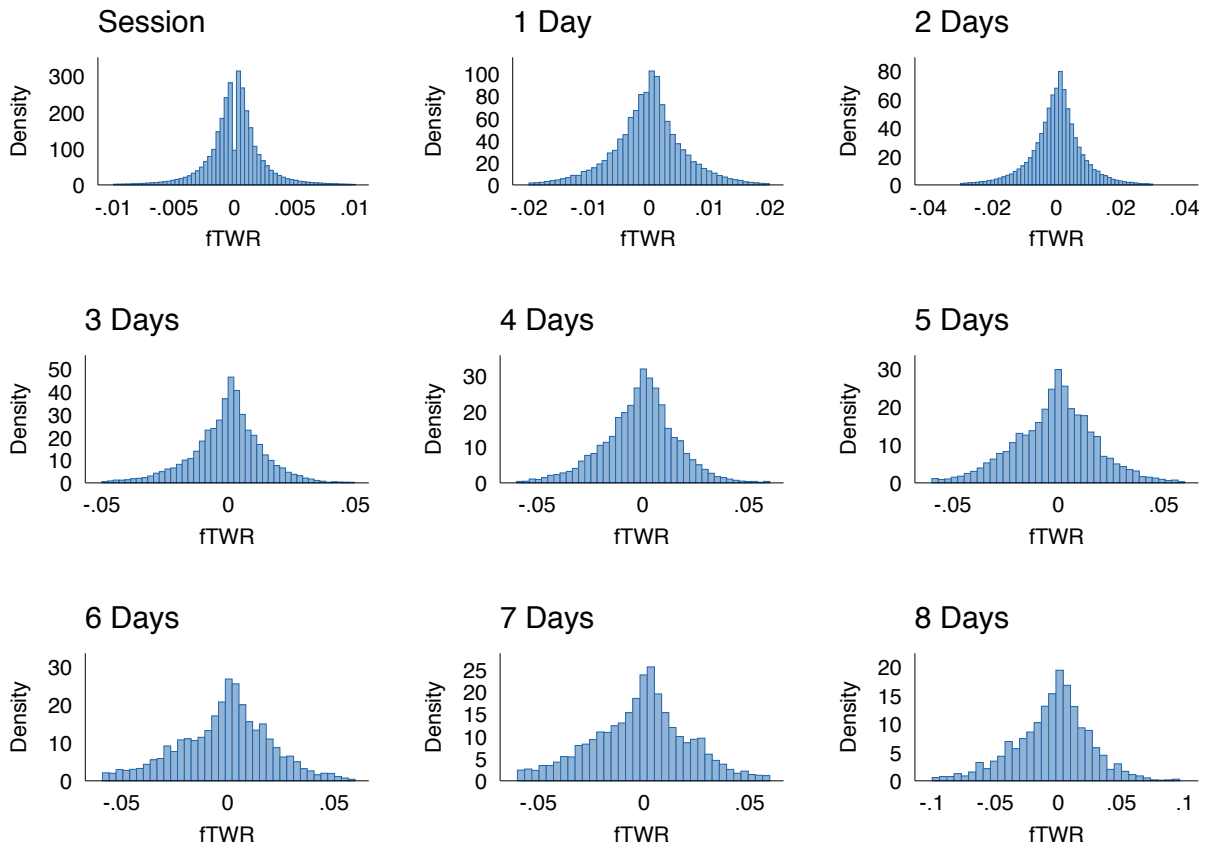 Session
Density
300
200
100
0
-.01 -.005 0 .005 .01
fTWR
1 Day
Density
100
80
60
40
20
0
-.02 -.01 0 .01 .02
fTWR
2 Days
Density
80
60
40
20
0
-.04 -.02 0 .02 .04
fTWR
3 Days
Density
50
40
30
20
10
0
-.05 0 .05
fTWR
4 Days
Density
30
20
10
0
-.05 0 .05
fTWR
5 Days
Density
30
20
10
0
-.05 0 .05
fTWR
6 Days
Density
30
20
10
0
-.05 0 .05
fTWR
7 Days
Density
25
20
15
10
5
0
-.05 0 .05
fTWR
8 Days
Density
20
15
10
5
0
-.1 -.05 0 .05 .1
fTWR